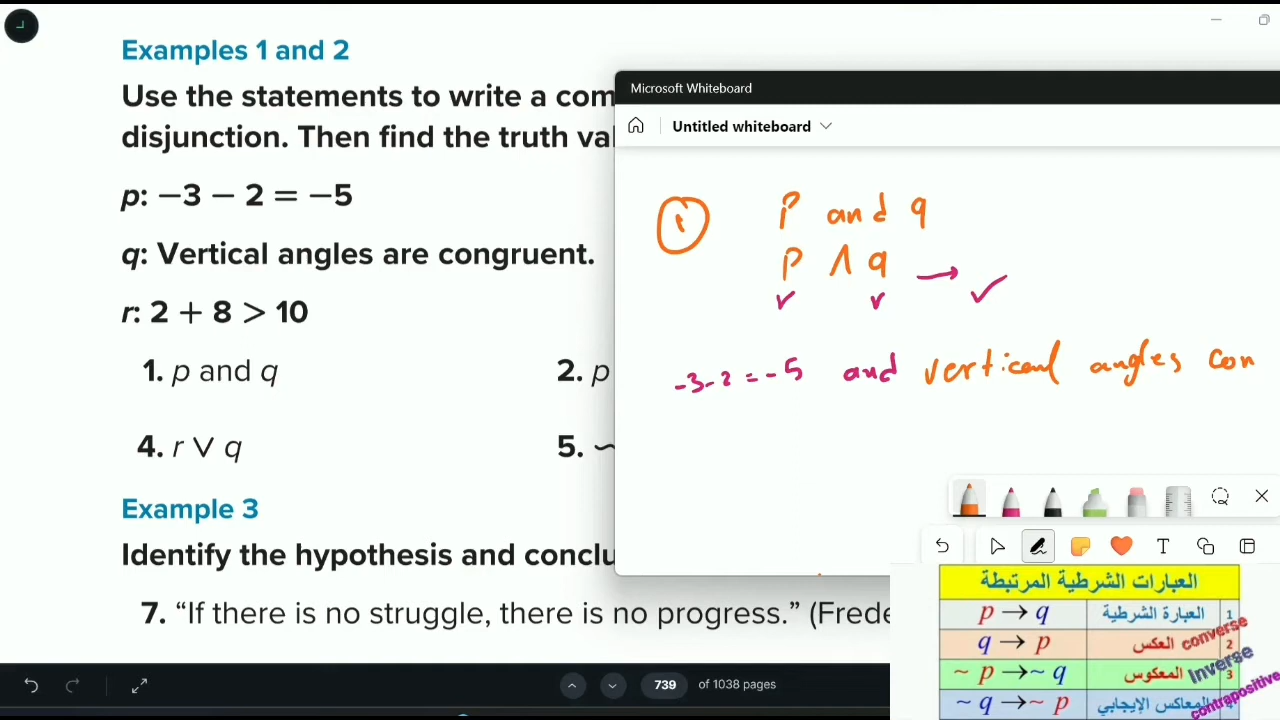 Examples 1 and 2
Use the statements to write a com
disjunction. Then find the truth va
p: −3 − 2 = −5
q: Vertical angles are congruent.
r: 2 + 8 > 10
1. p and q
2. p
4. r ∨ q
5. ~
Example 3
Identify the hypothesis and conclu
7. “If there is no struggle, there is no progress.” (Frede
739 of 1038 pages
Microsoft Whiteboard
Untitled whiteboard
1 p and q
p ∧ q → ✓
✓ ✓
-3-2 = -5 and vertical angles con
T
العبارات الشرطية المرتبطة
p → q العبارة الشرطية 1
q → p العكس converse 2
~ p →~ q المعكوس Inverse 3
~ q →~ p المعاكس الإيجابي contrapositive